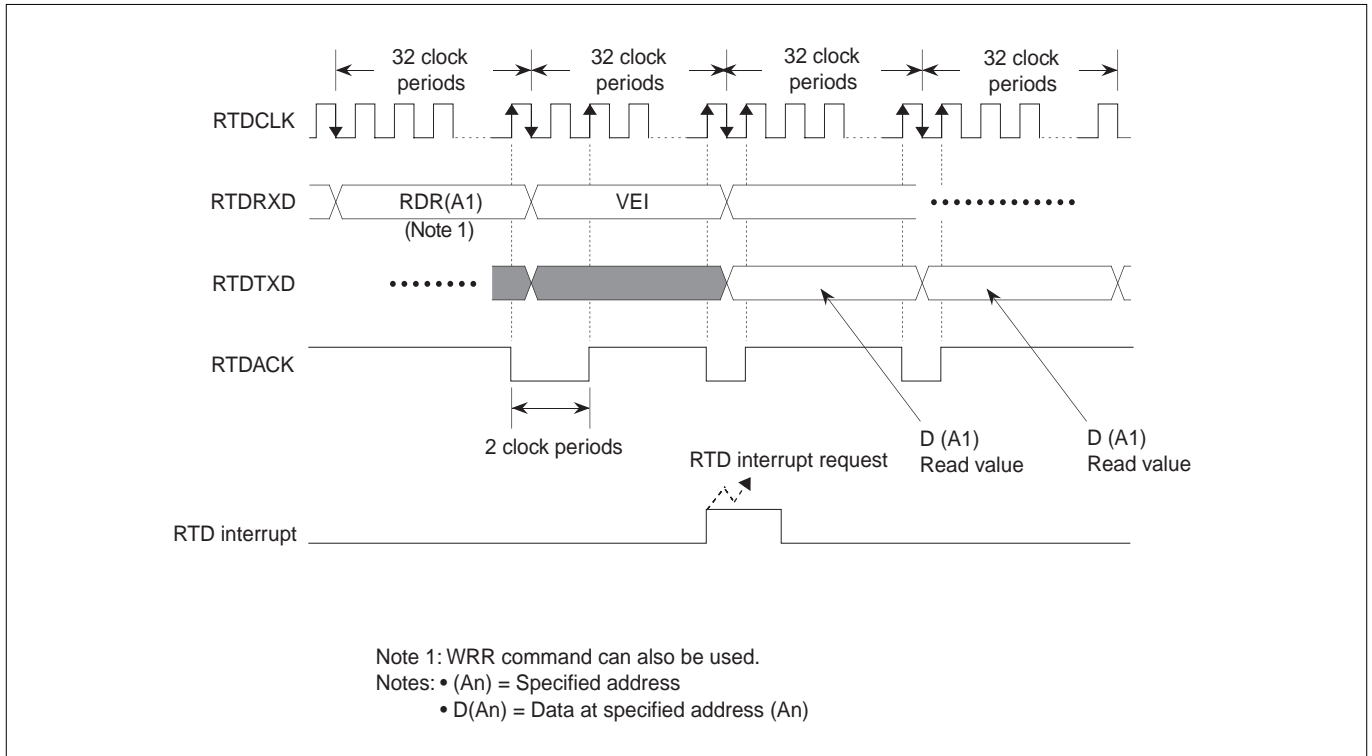 32 clock
periods
32 clock
periods
32 clock
periods
32 clock
periods
RTDCLK
RTDRXD
RDR(A1)
(Note 1)
VEI
RTDTXD
RTDACK
2 clock periods
D (A1)
Read value
D (A1)
Read value
RTD interrupt request
RTD interrupt
Note 1: WRR command can also be used.
Notes: • (An) = Specified address
• D(An) = Data at specified address (An)